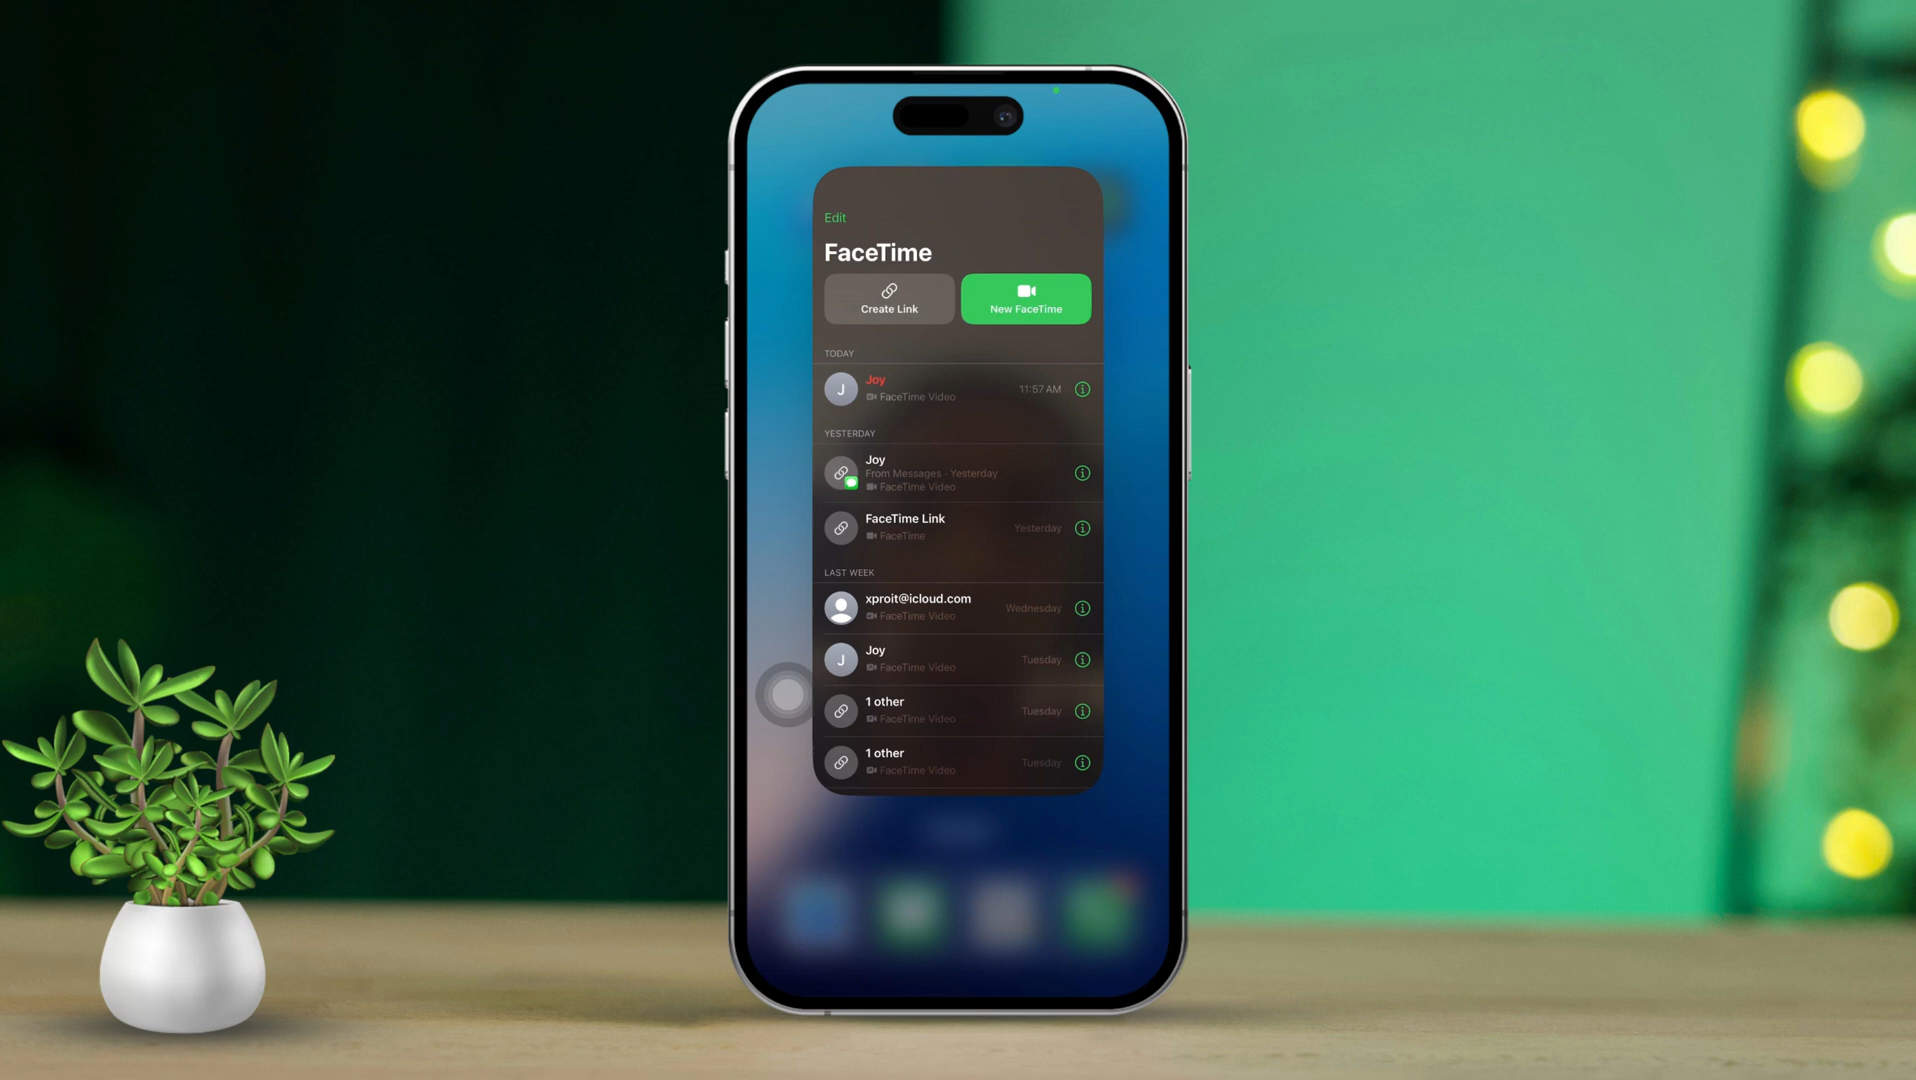 Edit
FaceTime
Create Link
New FaceTime
TODAY
J
Joy
FaceTime Video
11:57 AM
YESTERDAY
Joy
From Messages - Yesterday
FaceTime Video
FaceTime Link
FaceTime
Yesterday
LAST WEEK
xproit@icloud.com
FaceTime Video
Wednesday
J
Joy
FaceTime Video
Tuesday
1 other
FaceTime Video
Tuesday
1 other
FaceTime Video
Tuesday